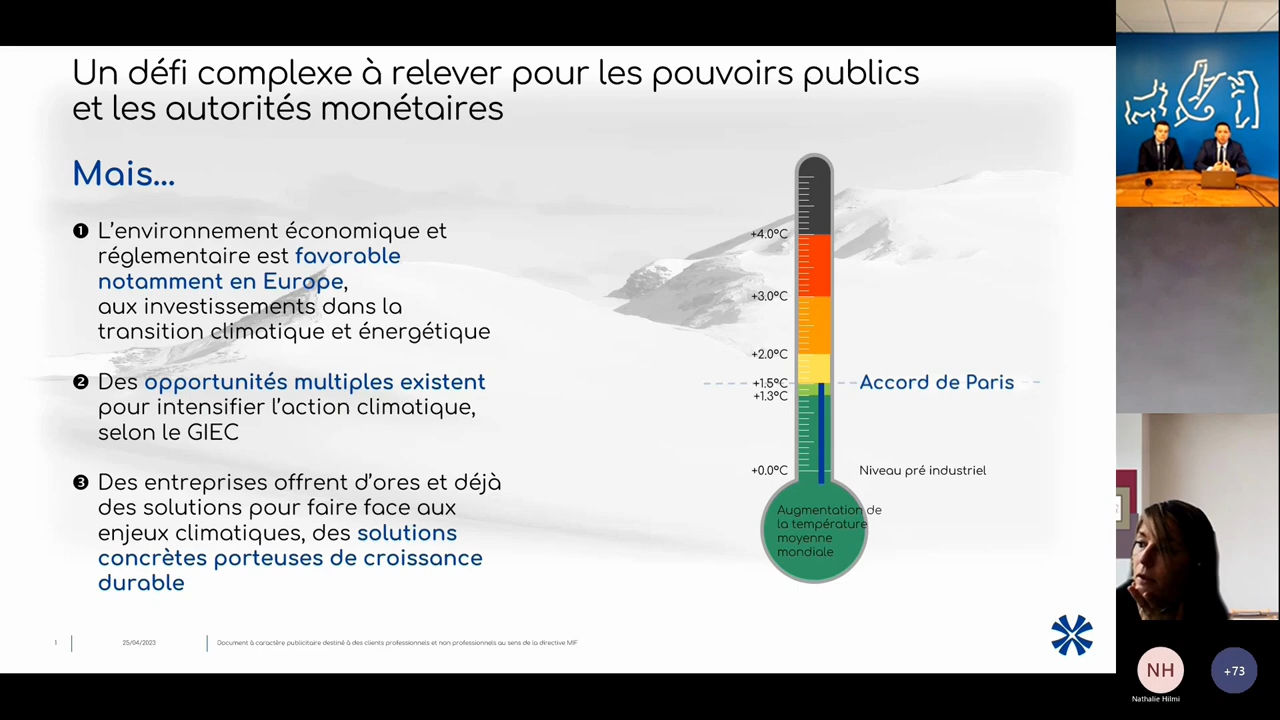 Un défi complexe à relever pour les pouvoirs publics
et les autorités monétaires
Mais...
❶ L'environnement économique et
réglementaire est favorable
notamment en Europe,
aux investissements dans la
transition climatique et énergétique
❷ Des opportunités multiples existent
pour intensifier l'action climatique,
selon le GIEC
❸ Des entreprises offrent d'ores et déjà
des solutions pour faire face aux
enjeux climatiques, des solutions
concrètes porteuses de croissance
durable
+4.0°C
+3.0°C
+2.0°C
+1.5°C
Accord de Paris
+1.3°C
+0.0°C
Niveau pré industriel
Augmentation de
la température
moyenne
mondiale
1
25/04/2023
Document à caractère publicitaire destiné à des clients professionnels et non professionnels au sens de la directive MIF
NH
Nathalie Hilmi
+73